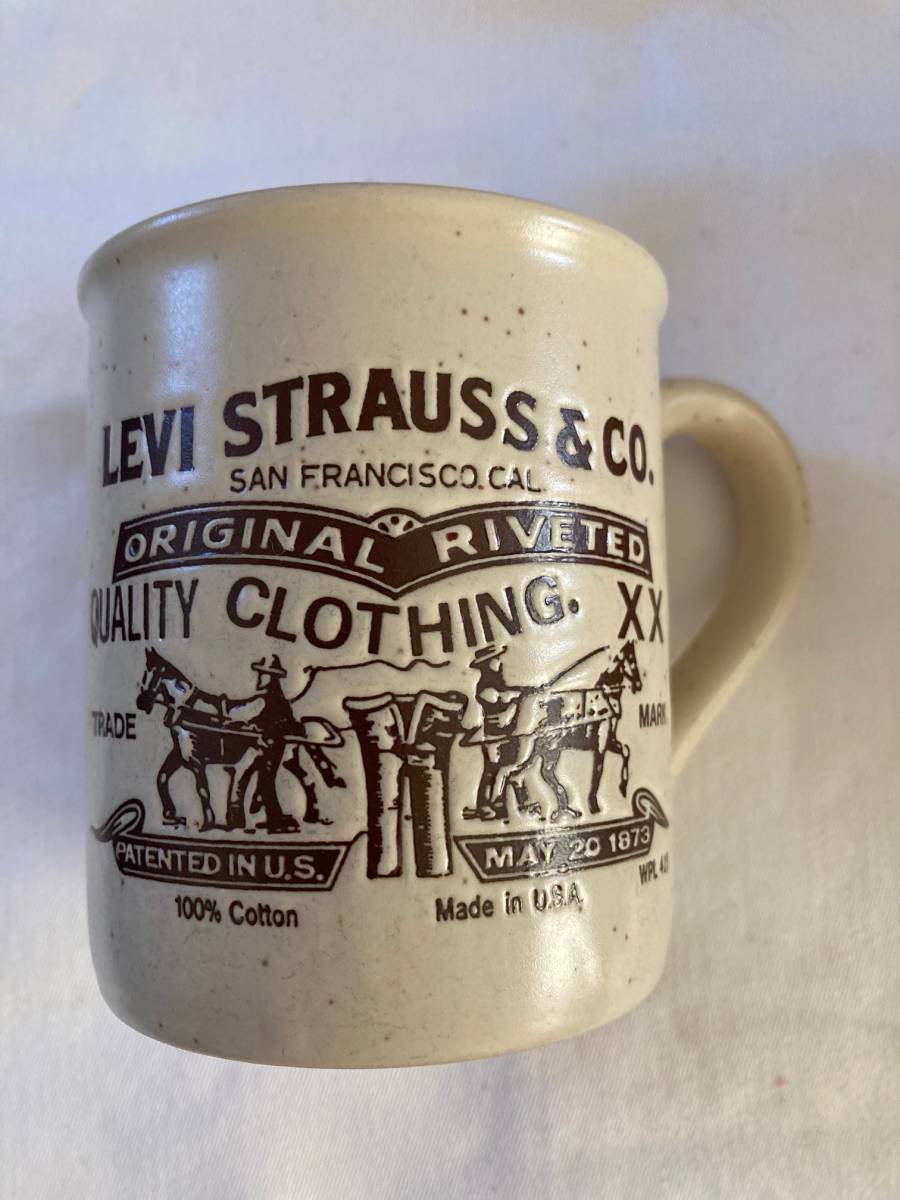 LEVI STRAUSS & CO.
SAN FRANCISCO. CAL
ORIGINAL RIVETED
QUALITY CLOTHING. XX
TRADE MARK
PATENTED IN U.S. MAY 20 1873
WPL
100% Cotton Made in U.S.A.